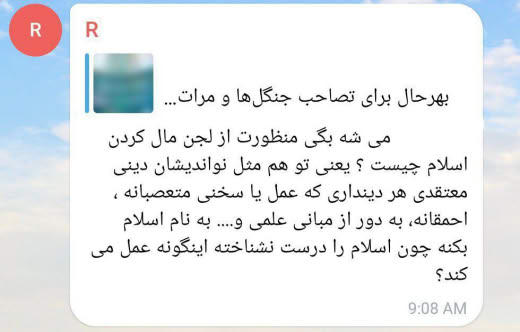 R
R
بهرحال برای تصاحب جنگل‌ها و مرات...
می شه بگی منظورت از لجن مال کردن
اسلام چیست ؟ یعنی تو هم مثل نواندیشان دینی
معتقدی هر دینداری که عمل یا سخنی متعصبانه ،
احمقانه، به دور از مبانی علمی و.... به نام اسلام
بکنه چون اسلام را درست نشناخته اینگونه عمل می
کند؟
9:08 AM